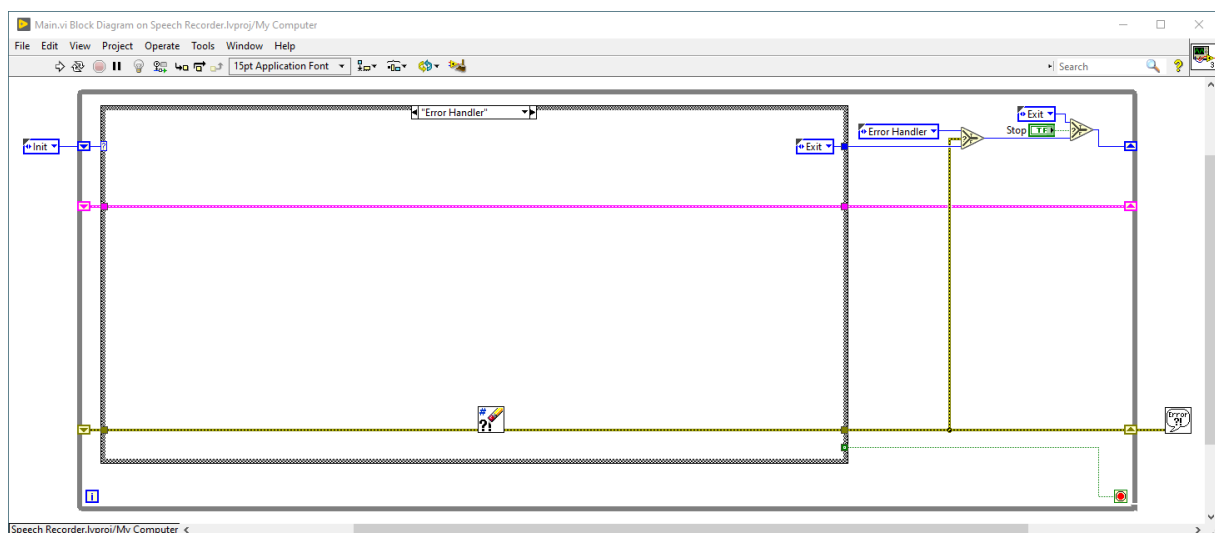 Main.vi Block Diagram on Speech Recorder.lvproj/My Computer
File Edit View Project Operate Tools Window Help
15pt Application Font
Search
3
"Error Handler"
Exit
Error Handler
Stop TF
Init
?
Exit
#
?!
Error
?!
i
Speech Recorder.lvproj/My Computer